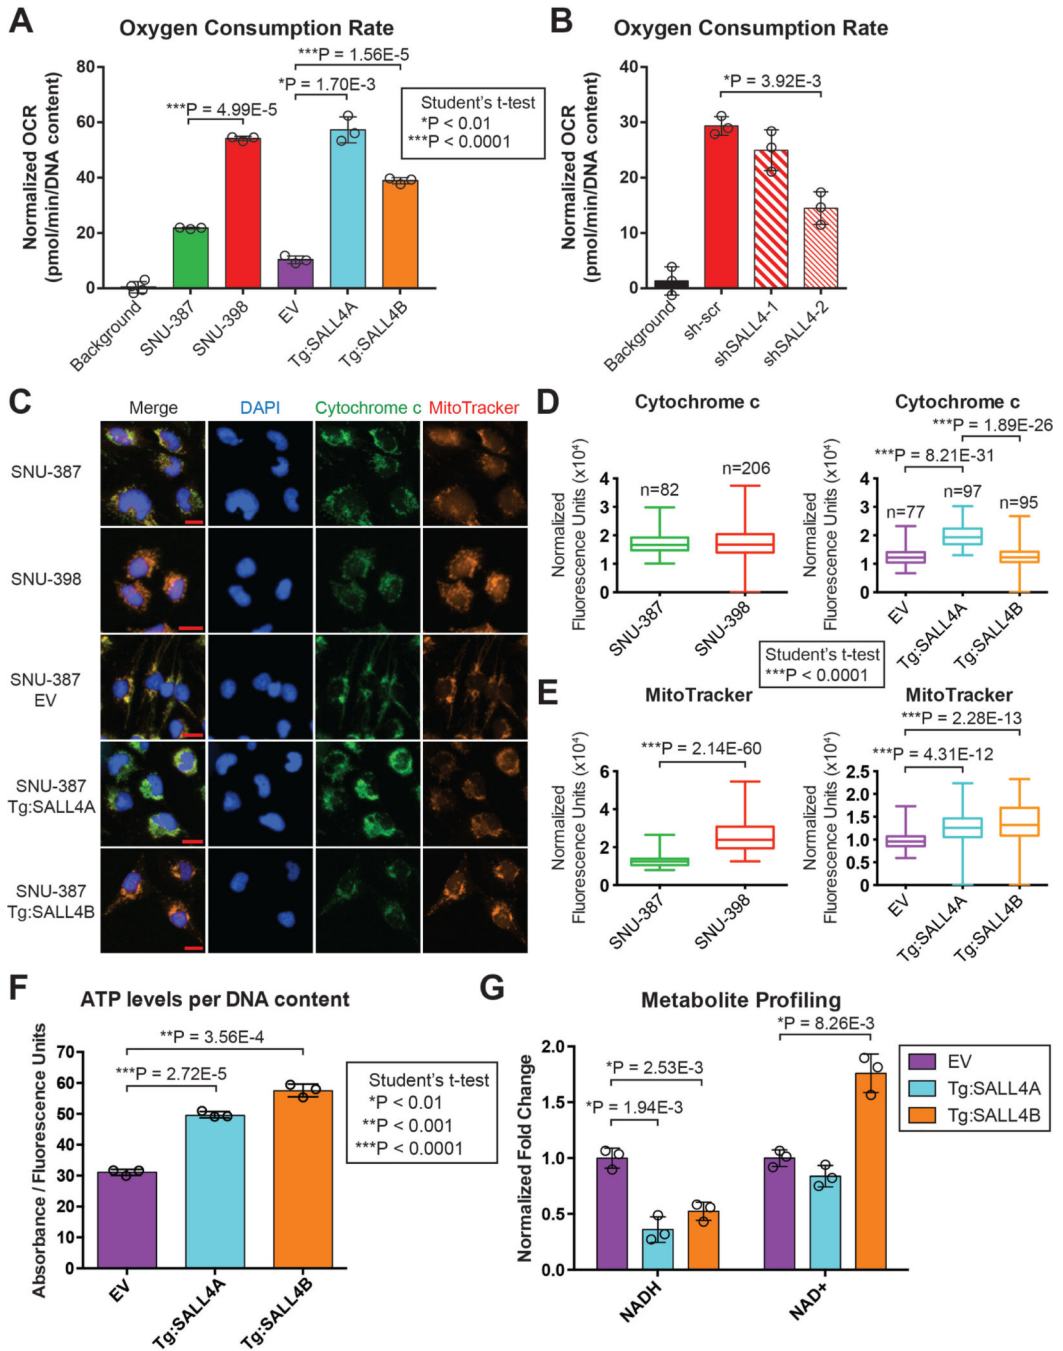 A
Oxygen Consumption Rate
Normalized OCR
(pmol/min/DNA content)
80
60
40
20
0
***P = 4.99E-5
***P = 1.56E-5
*P = 1.70E-3
Student's t-test
*P < 0.01
***P < 0.0001
Background
SNU-387
SNU-398
EV
Tg:SALL4A
Tg:SALL4B
B
Oxygen Consumption Rate
Normalized OCR
(pmol/min/DNA content)
40
30
20
10
0
*P = 3.92E-3
Background
sh-scr
shSALL4-1
shSALL4-2
C
Merge
DAPI
Cytochrome c
MitoTracker
SNU-387
SNU-398
SNU-387
EV
SNU-387
Tg:SALL4A
SNU-387
Tg:SALL4B
D
Cytochrome c
Normalized
Fluorescence Units (x10⁴)
4
3
2
1
0
n=82
n=206
SNU-387
SNU-398
Cytochrome c
***P = 1.89E-26
***P = 8.21E-31
Normalized
Fluorescence Units (x10⁴)
4
3
2
1
0
n=77
n=97
n=95
EV
Tg:SALL4A
Tg:SALL4B
Student's t-test
***P < 0.0001
E
MitoTracker
Normalized
Fluorescence Units (x10⁴)
6
4
2
0
***P = 2.14E-60
SNU-387
SNU-398
MitoTracker
***P = 2.28E-13
***P = 4.31E-12
Normalized
Fluorescence Units (x10⁴)
2.5
2.0
1.5
1.0
0.5
0
EV
Tg:SALL4A
Tg:SALL4B
F
ATP levels per DNA content
Absorbance / Fluorescence Units
70
60
50
40
30
20
10
0
**P = 3.56E-4
***P = 2.72E-5
Student's t-test
*P < 0.01
**P < 0.001
***P < 0.0001
EV
Tg:SALL4A
Tg:SALL4B
G
Metabolite Profiling
Normalized Fold Change
2.0
1.5
1.0
0.5
0.0
*P = 8.26E-3
*P = 2.53E-3
*P = 1.94E-3
NADH
NAD+
EV
Tg:SALL4A
Tg:SALL4B